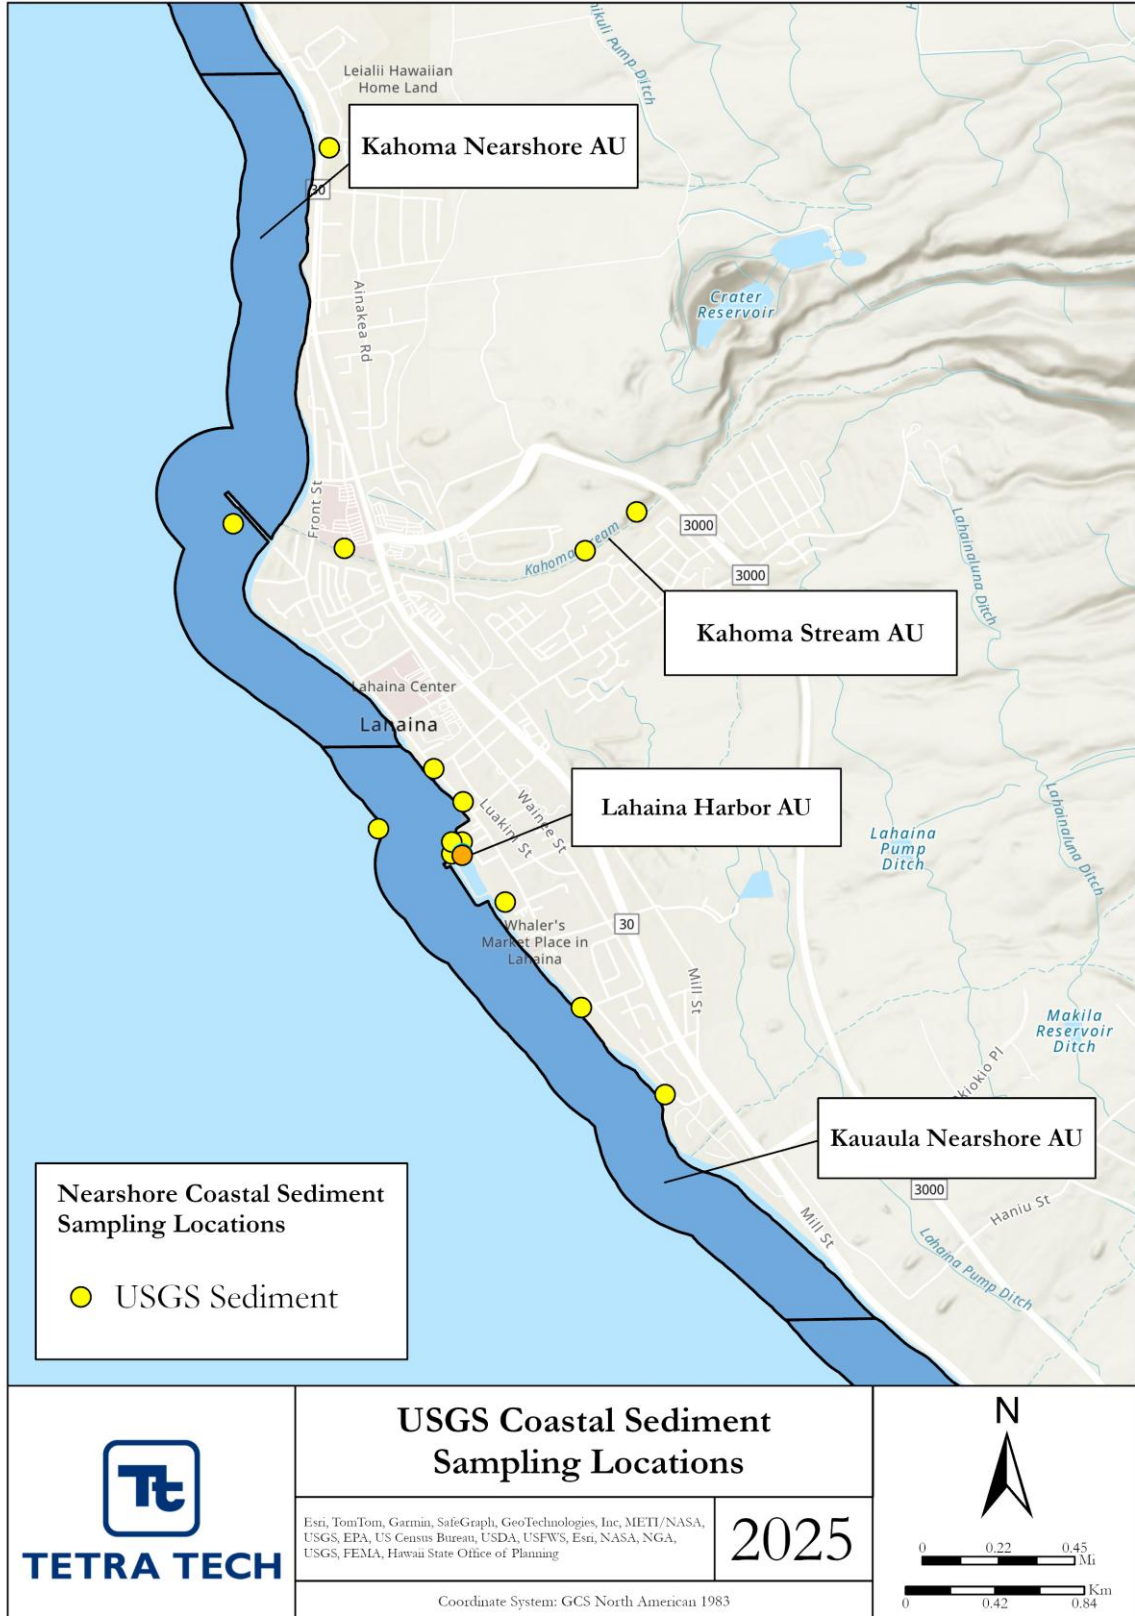 nikuli Pump Ditch
H
Leialii Hawaiian
Home Land
Kahoma Nearshore AU
30
Ainakea Rd
Crater
Reservoir
Front St
3000
Kahoma Stream
3000
Lahainaluna Ditch
Kahoma Stream AU
Lahaina Center
Lahaina
Wainee St
Luakini St
Lahaina Harbor AU
Lahaina
Pump
Ditch
Lahainaluna Ditch
Whaler's
Market Place in
Lahaina
30
Mill St
Makila
Reservoir
Ditch
kiokio Pl
Kauaula Nearshore AU
3000
Haniu St
Mill St
Lahaina Pump Ditch
Nearshore Coastal Sediment
Sampling Locations
USGS Sediment
Tt
TETRA TECH
USGS Coastal Sediment
Sampling Locations
Esri, TomTom, Garmin, SafeGraph, GeoTechnologies, Inc, METI/NASA,
USGS, EPA, US Census Bureau, USDA, USFWS, Esri, NASA, NGA,
USGS, FEMA, Hawaii State Office of Planning
2025
Coordinate System: GCS North American 1983
N
0 0.22 0.45
Mi
Km
0 0.42 0.84